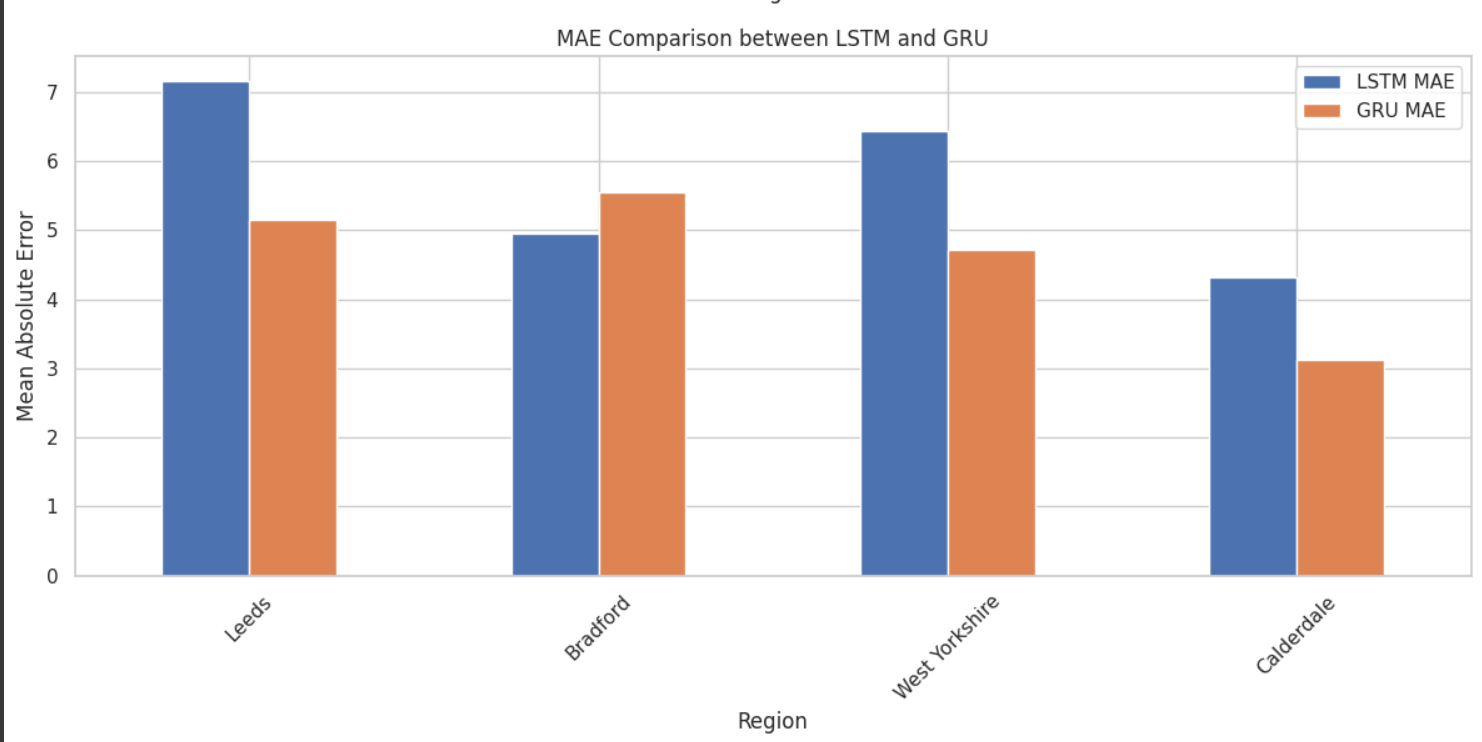 MAE Comparison between LSTM and GRU
LSTM MAE
GRU MAE
Mean Absolute Error
7
6
5
4
3
2
1
0
Leeds
Bradford
West Yorkshire
Calderdale
Region